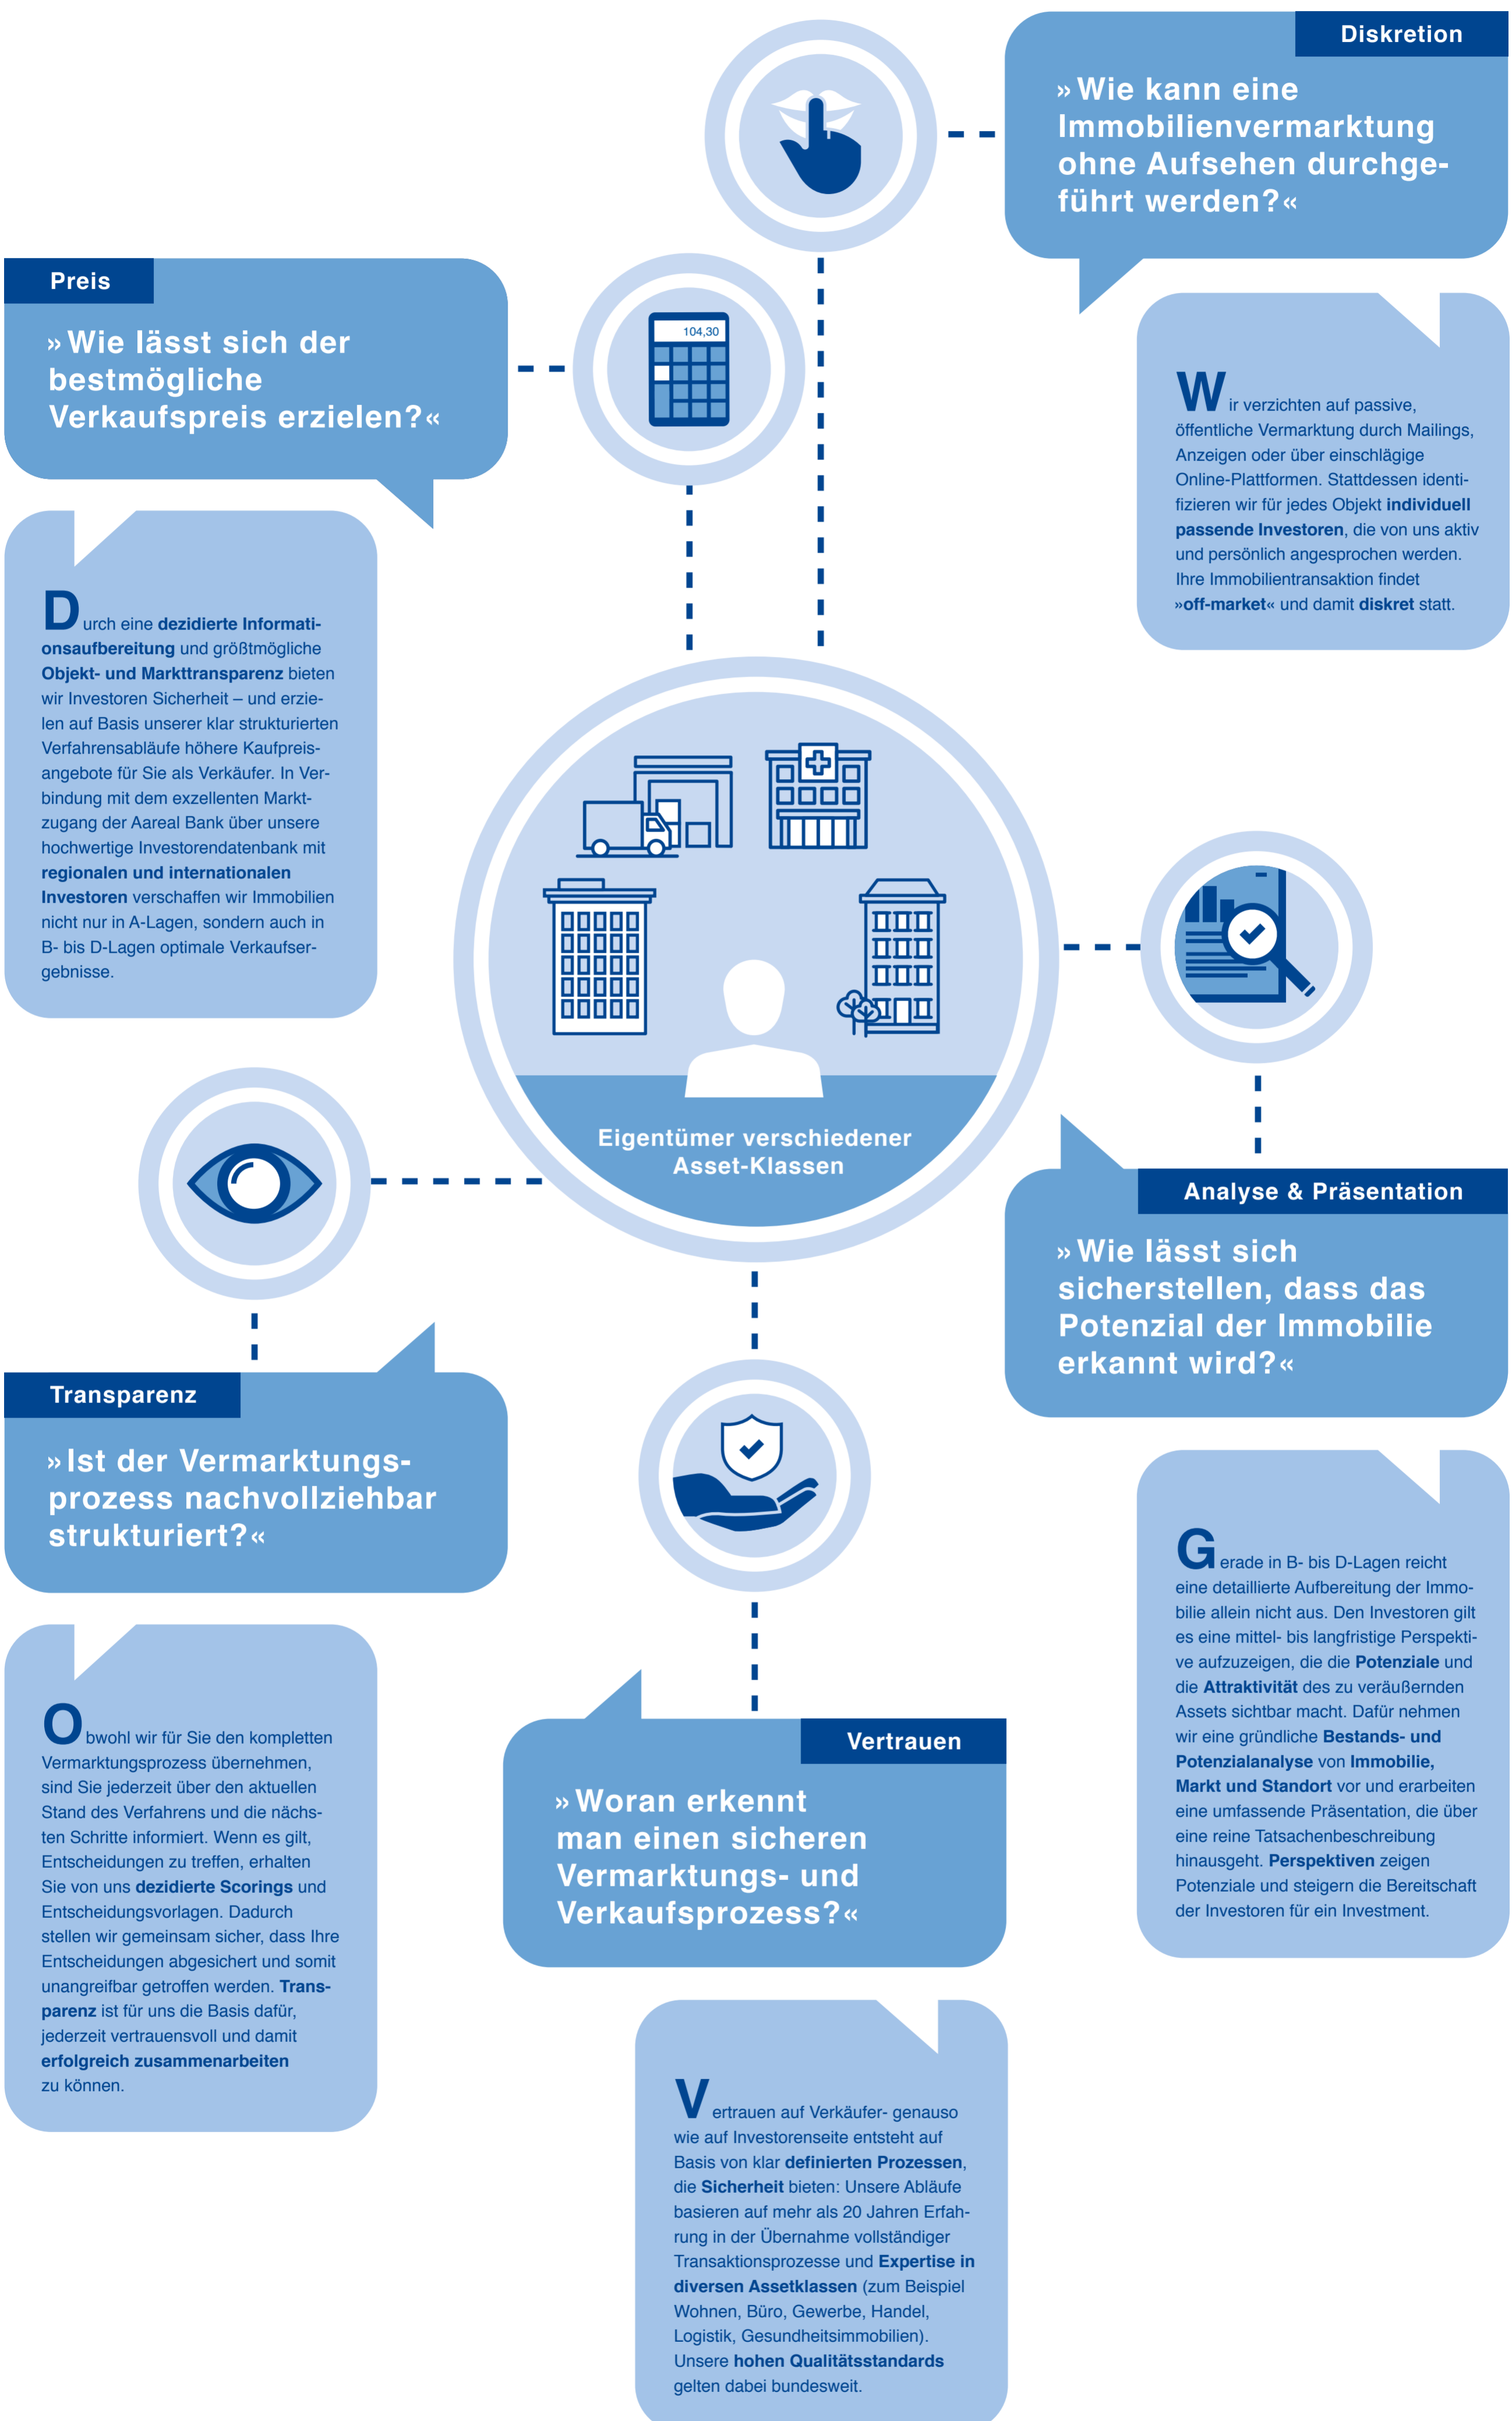 Diskretion
»Wie kann eine
Immobilienvermarktung
ohne Aufsehen durchge-
führt werden?«
Wir verzichten auf passive,
öffentliche Vermarktung durch Mailings,
Anzeigen oder über einschlägige
Online-Plattformen. Stattdessen identi-
fizieren wir für jedes Objekt individuell
passende Investoren, die von uns aktiv
und persönlich angesprochen werden.
Ihre Immobilientransaktion findet
»off-market« und damit diskret statt.
Preis
»Wie lässt sich der
bestmögliche
Verkaufspreis erzielen?«
104,30
Durch eine dezidierte Informati-
onsaufbereitung und größtmögliche
Objekt- und Markttransparenz bieten
wir Investoren Sicherheit – und erzie-
len auf Basis unserer klar strukturierten
Verfahrensabläufe höhere Kaufpreis-
angebote für Sie als Verkäufer. In Ver-
bindung mit dem exzellenten Markt-
zugang der Aareal Bank über unsere
hochwertige Investorendatenbank mit
regionalen und internationalen
Investoren verschaffen wir Immobilien
nicht nur in A-Lagen, sondern auch in
B- bis D-Lagen optimale Verkaufser-
gebnisse.
Eigentümer verschiedener
Asset-Klassen
Analyse & Präsentation
»Wie lässt sich
sicherstellen, dass das
Potenzial der Immobilie
erkannt wird?«
Gerade in B- bis D-Lagen reicht
eine detaillierte Aufbereitung der Immo-
bilie allein nicht aus. Den Investoren gilt
es eine mittel- bis langfristige Perspekti-
ve aufzuzeigen, die die Potenziale und
die Attraktivität des zu veräußernden
Assets sichtbar macht. Dafür nehmen
wir eine gründliche Bestands- und
Potenzialanalyse von Immobilie,
Markt und Standort vor und erarbeiten
eine umfassende Präsentation, die über
eine reine Tatsachenbeschreibung
hinausgeht. Perspektiven zeigen
Potenziale und steigern die Bereitschaft
der Investoren für ein Investment.
Transparenz
»Ist der Vermarktungs-
prozess nachvollziehbar
strukturiert?«
Obwohl wir für Sie den kompletten
Vermarktungsprozess übernehmen,
sind Sie jederzeit über den aktuellen
Stand des Verfahrens und die nächs-
ten Schritte informiert. Wenn es gilt,
Entscheidungen zu treffen, erhalten
Sie von uns dezidierte Scorings und
Entscheidungsvorlagen. Dadurch
stellen wir gemeinsam sicher, dass Ihre
Entscheidungen abgesichert und somit
unangreifbar getroffen werden. Trans-
parenz ist für uns die Basis dafür,
jederzeit vertrauensvoll und damit
erfolgreich zusammenarbeiten
zu können.
Vertrauen
»Woran erkennt
man einen sicheren
Vermarktungs- und
Verkaufsprozess?«
Vertrauen auf Verkäufer- genauso
wie auf Investorenseite entsteht auf
Basis von klar definierten Prozessen,
die Sicherheit bieten: Unsere Abläufe
basieren auf mehr als 20 Jahren Erfah-
rung in der Übernahme vollständiger
Transaktionsprozesse und Expertise in
diversen Assetklassen (zum Beispiel
Wohnen, Büro, Gewerbe, Handel,
Logistik, Gesundheitsimmobilien).
Unsere hohen Qualitätsstandards
gelten dabei bundesweit.